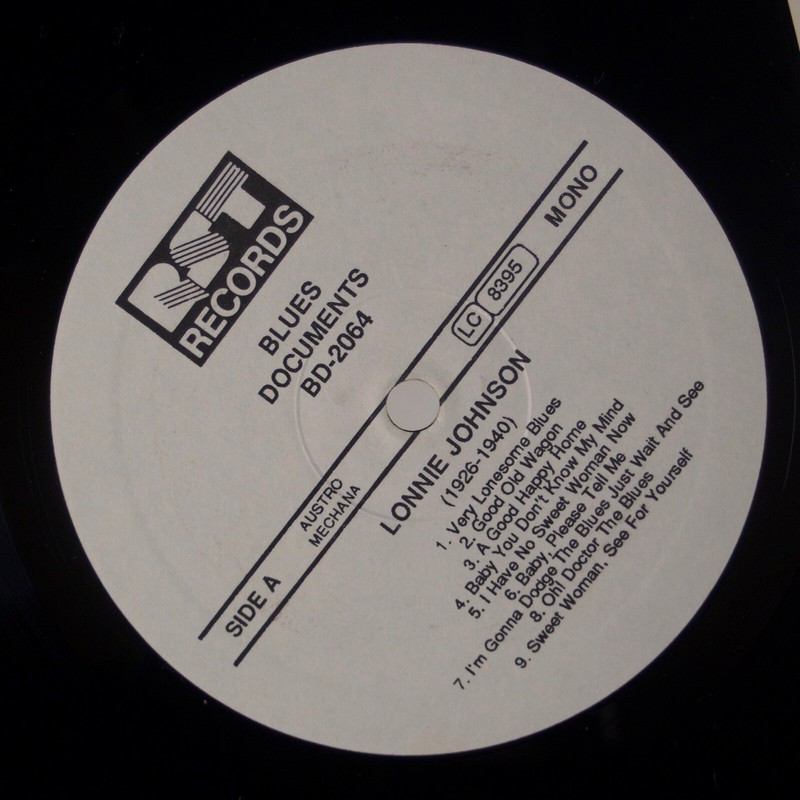 RST
RECORDS
BLUES
DOCUMENTS
BD-2064
SIDE A
AUSTRO
MECHANA
LC 8395
MONO
LONNIE JOHNSON
(1926-1940)
1. Very Lonesome Blues
2. Good Old Wagon
3. A Good Happy Home
4. Baby You Don't Know My Mind
5. I Have No Sweet Woman Now
6. Baby, Please Tell Me
7. I'm Gonna Dodge The Blues Just Wait And See
8. Oh! Doctor The Blues
9. Sweet Woman, See For Yourself